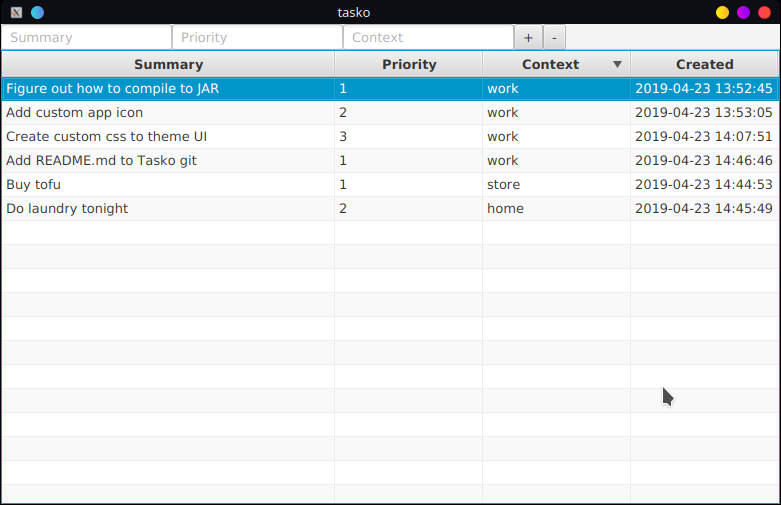 tasko
Summary Priority Context + -
Summary Priority Context Created
Figure out how to compile to JAR 1 work 2019-04-23 13:52:45
Add custom app icon 2 work 2019-04-23 13:53:05
Create custom css to theme UI 3 work 2019-04-23 14:07:51
Add README.md to Tasko git 1 work 2019-04-23 14:46:46
Buy tofu 1 store 2019-04-23 14:44:53
Do laundry tonight 2 home 2019-04-23 14:45:49